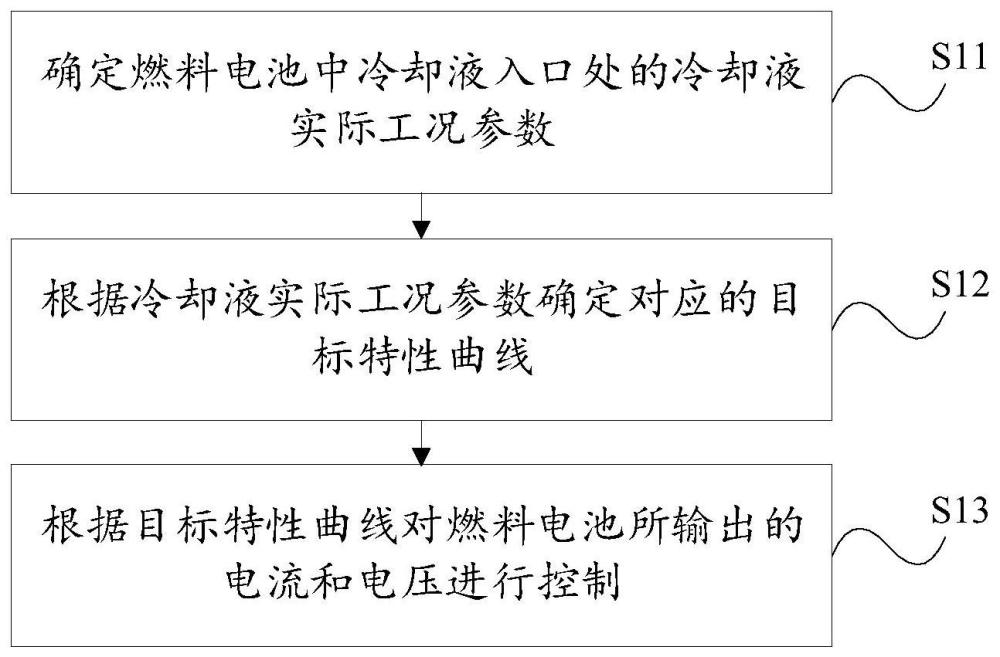 确定燃料电池中冷却液入口处的冷却液
实际工况参数
S11
根据冷却液实际工况参数确定对应的目
标特性曲线
S12
根据目标特性曲线对燃料电池所输出的
电流和电压进行控制
S13